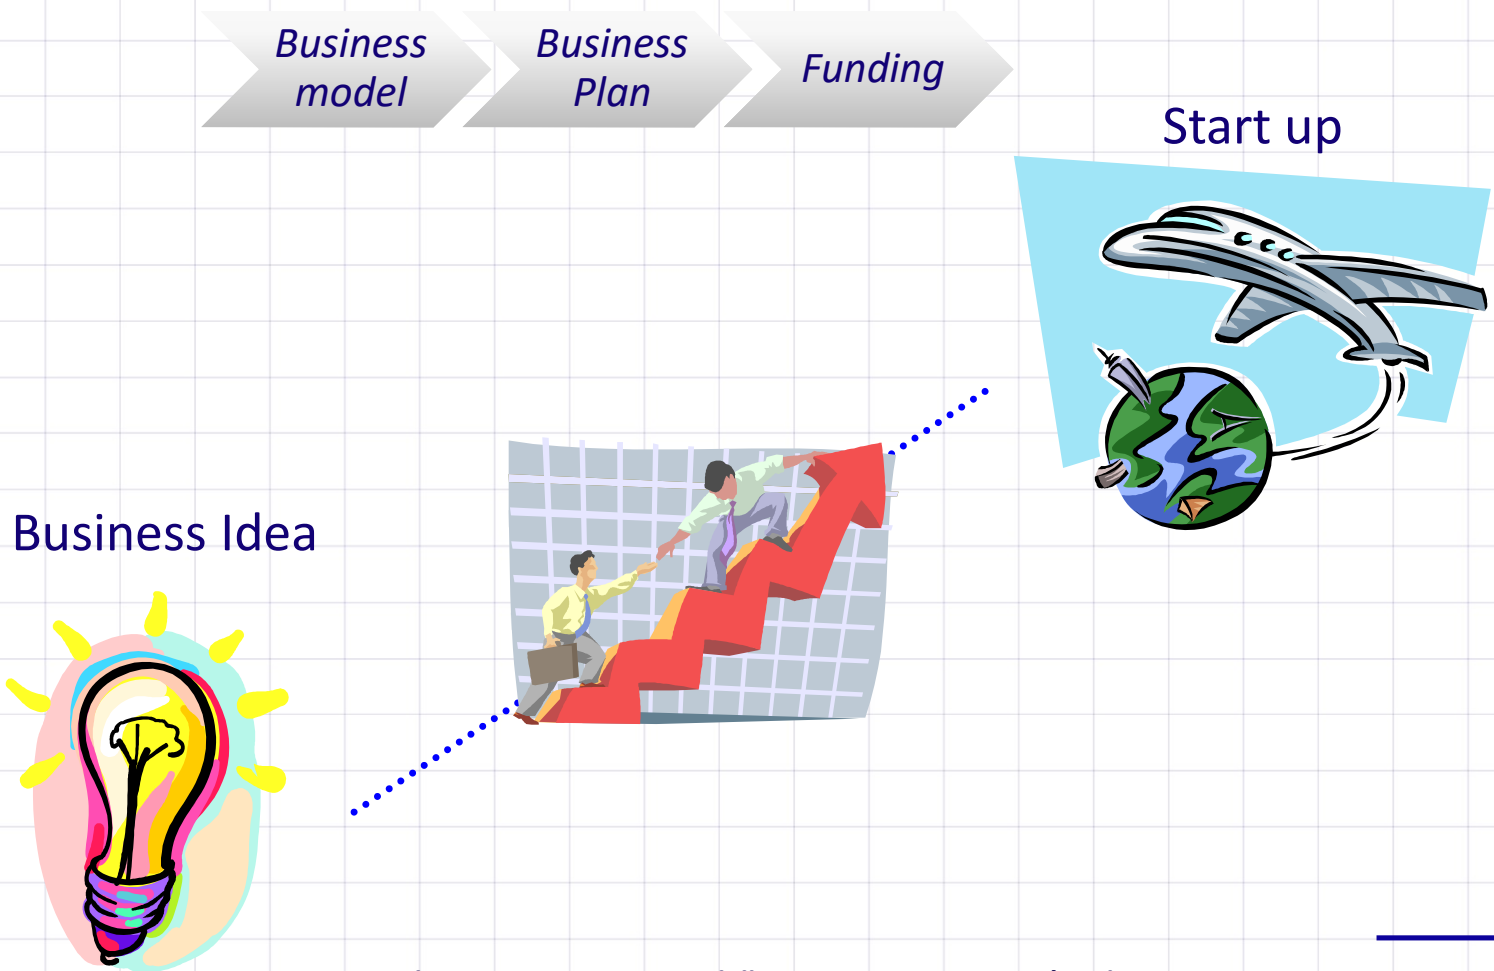 Business
model
Business
Plan
Funding
Start up
Business Idea